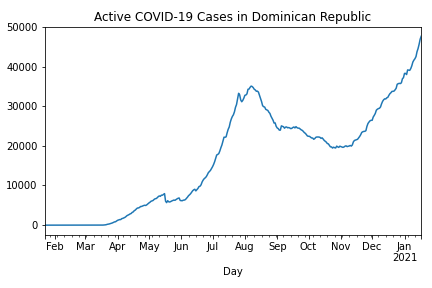 Active COVID-19 Cases in Dominican Republic
50000
40000
30000
20000
10000
0
Feb Mar Apr May Jun Jul Aug Sep Oct Nov Dec Jan
2021
Day